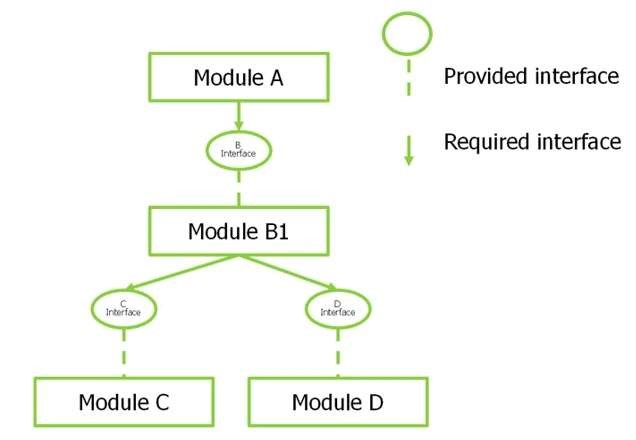 Module A
Provided interface
Required interface
B
Interface
Module B1
C
Interface
D
Interface
Module C
Module D